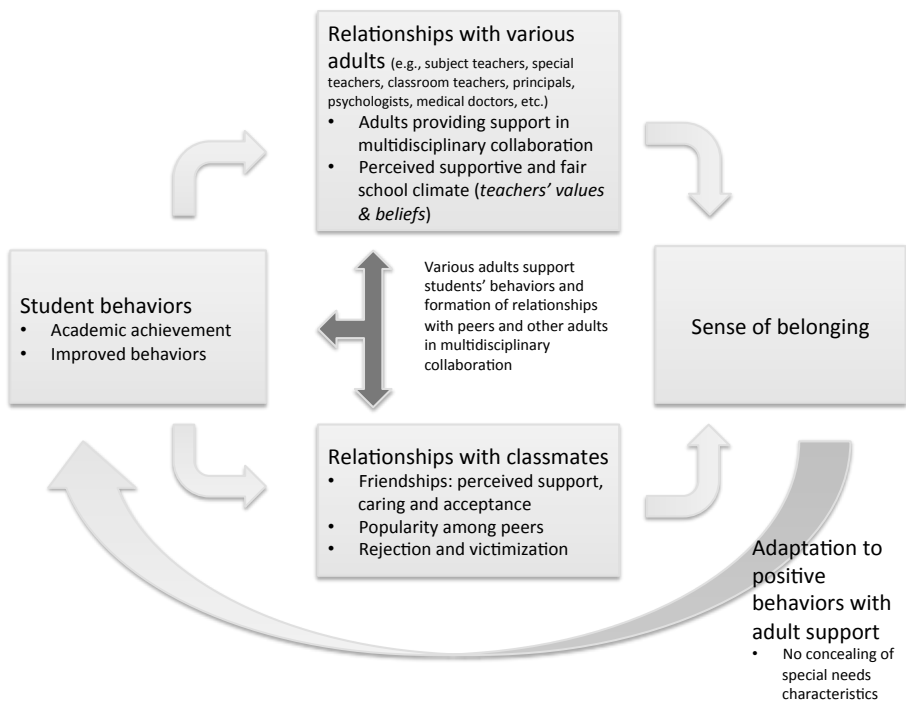 Relationships with various
adults (e.g., subject teachers, special
teachers, classroom teachers, principals,
psychologists, medical doctors, etc.)
• Adults providing support in
multidisciplinary collaboration
• Perceived supportive and fair
school climate (teachers’ values
& beliefs)
Student behaviors
• Academic achievement
• Improved behaviors
Various adults support
students’ behaviors and
formation of relationships
with peers and other adults
in multidisciplinary
collaboration
Sense of belonging
Relationships with classmates
• Friendships: perceived support,
caring and acceptance
• Popularity among peers
• Rejection and victimization
Adaptation to
positive
behaviors with
adult support
• No concealing of
special needs
characteristics